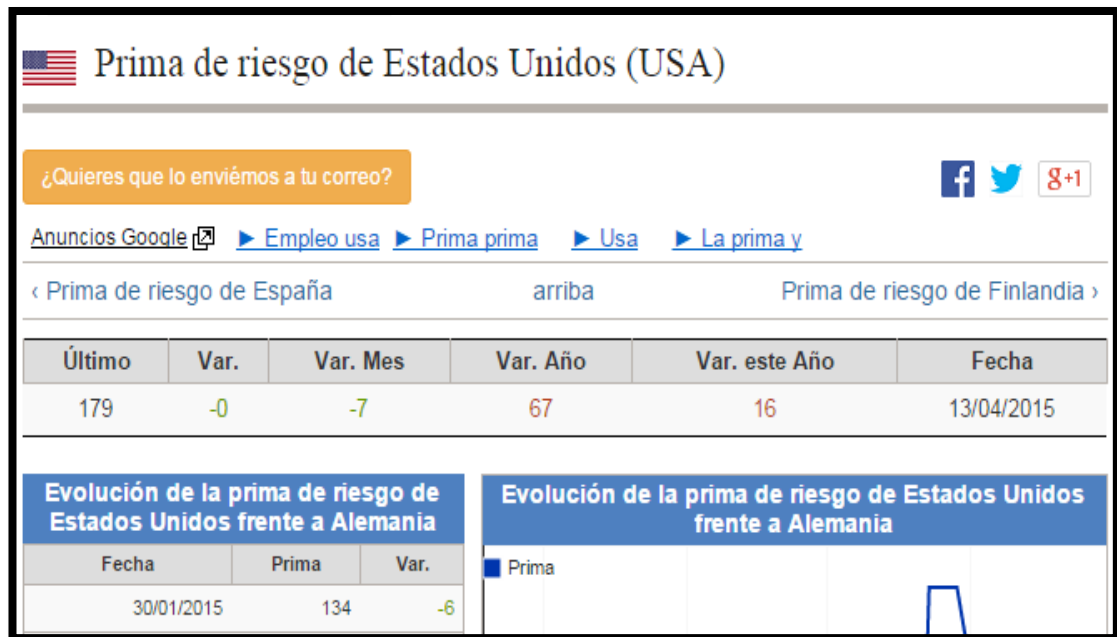 Prima de riesgo de Estados Unidos (USA)
¿Quieres que lo enviémos a tu correo?
f g+1
Anuncios Google ► Empleo usa ► Prima prima ► Usa ► La prima y
‹ Prima de riesgo de España arriba Prima de riesgo de Finlandia ›
Último Var. Var. Mes Var. Año Var. este Año Fecha
179 -0 -7 67 16 13/04/2015
Evolución de la prima de riesgo de
Estados Unidos frente a Alemania
Fecha Prima Var.
30/01/2015 134 -6
Evolución de la prima de riesgo de Estados Unidos
frente a Alemania
Prima